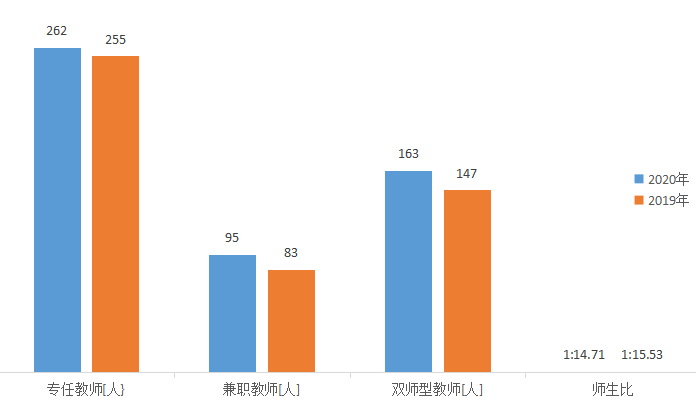 262
255
163
147
95
83
1:14.71
1:15.53
2020年
2019年
专任教师[人}
兼职教师[人]
双师型教师[人]
师生比